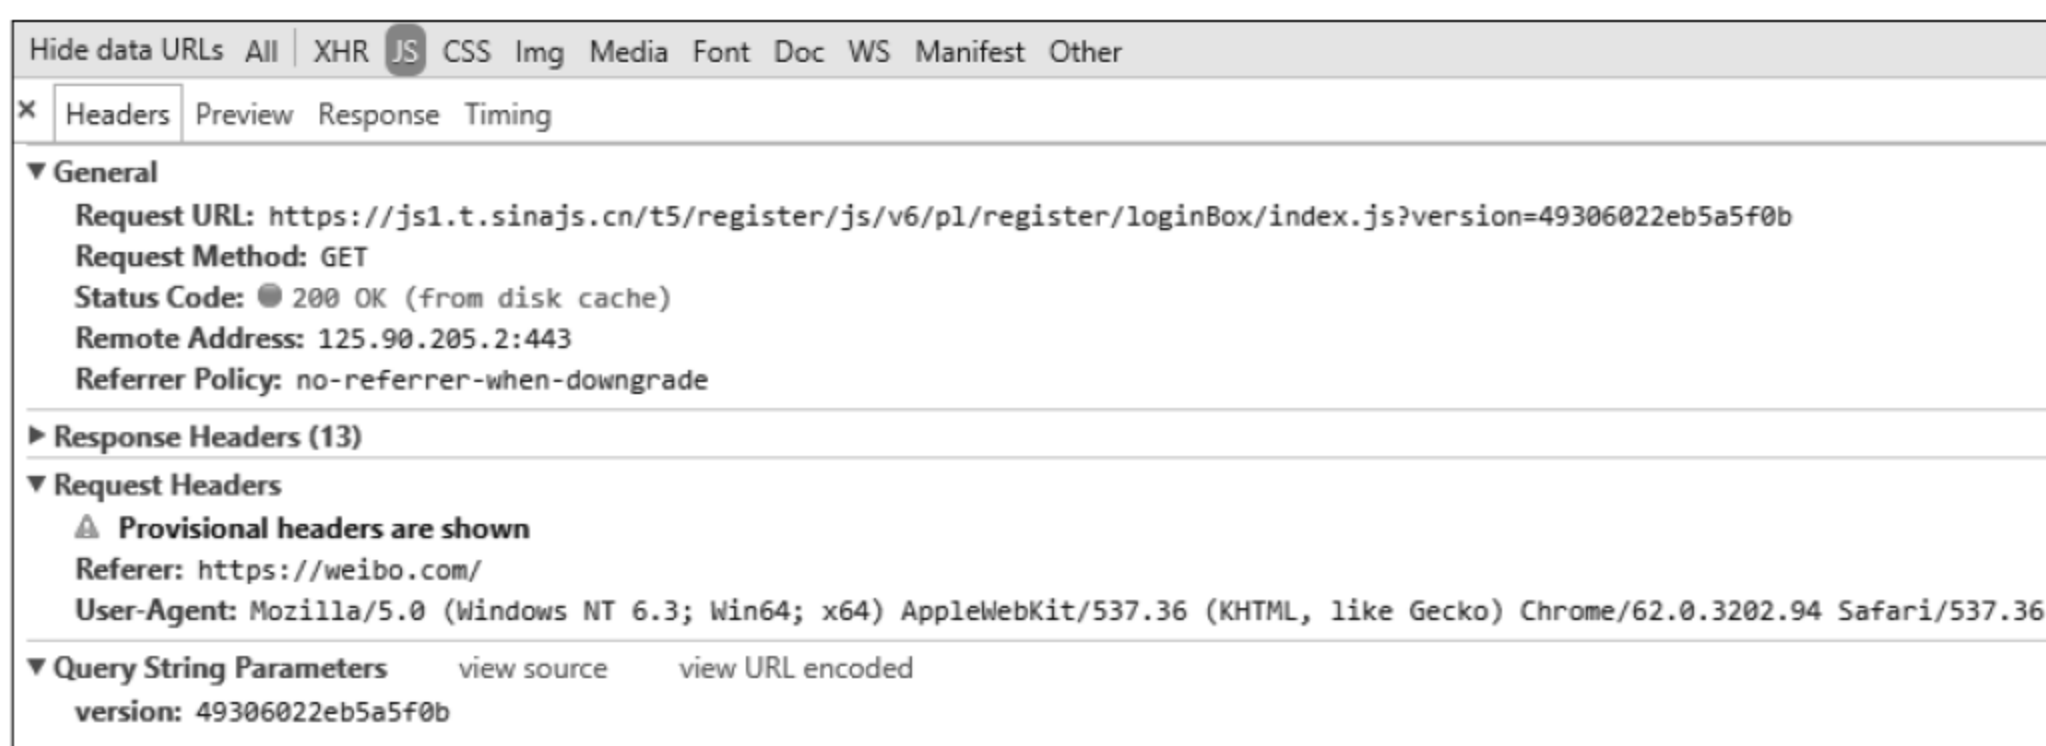 Hide data URLs All XHR JS CSS Img Media Font Doc WS Manifest Other
× Headers Preview Response Timing
▼ General
Request URL: https://js1.t.sinajs.cn/t5/register/js/v6/pl/register/loginBox/index.js?version=49306022eb5a5f0b
Request Method: GET
Status Code: 200 OK (from disk cache)
Remote Address: 125.90.205.2:443
Referrer Policy: no-referrer-when-downgrade
▶ Response Headers (13)
▼ Request Headers
⚠ Provisional headers are shown
Referer: https://weibo.com/
User-Agent: Mozilla/5.0 (Windows NT 6.3; Win64; x64) AppleWebKit/537.36 (KHTML, like Gecko) Chrome/62.0.3202.94 Safari/537.36
▼ Query String Parameters view source view URL encoded
version: 49306022eb5a5f0b